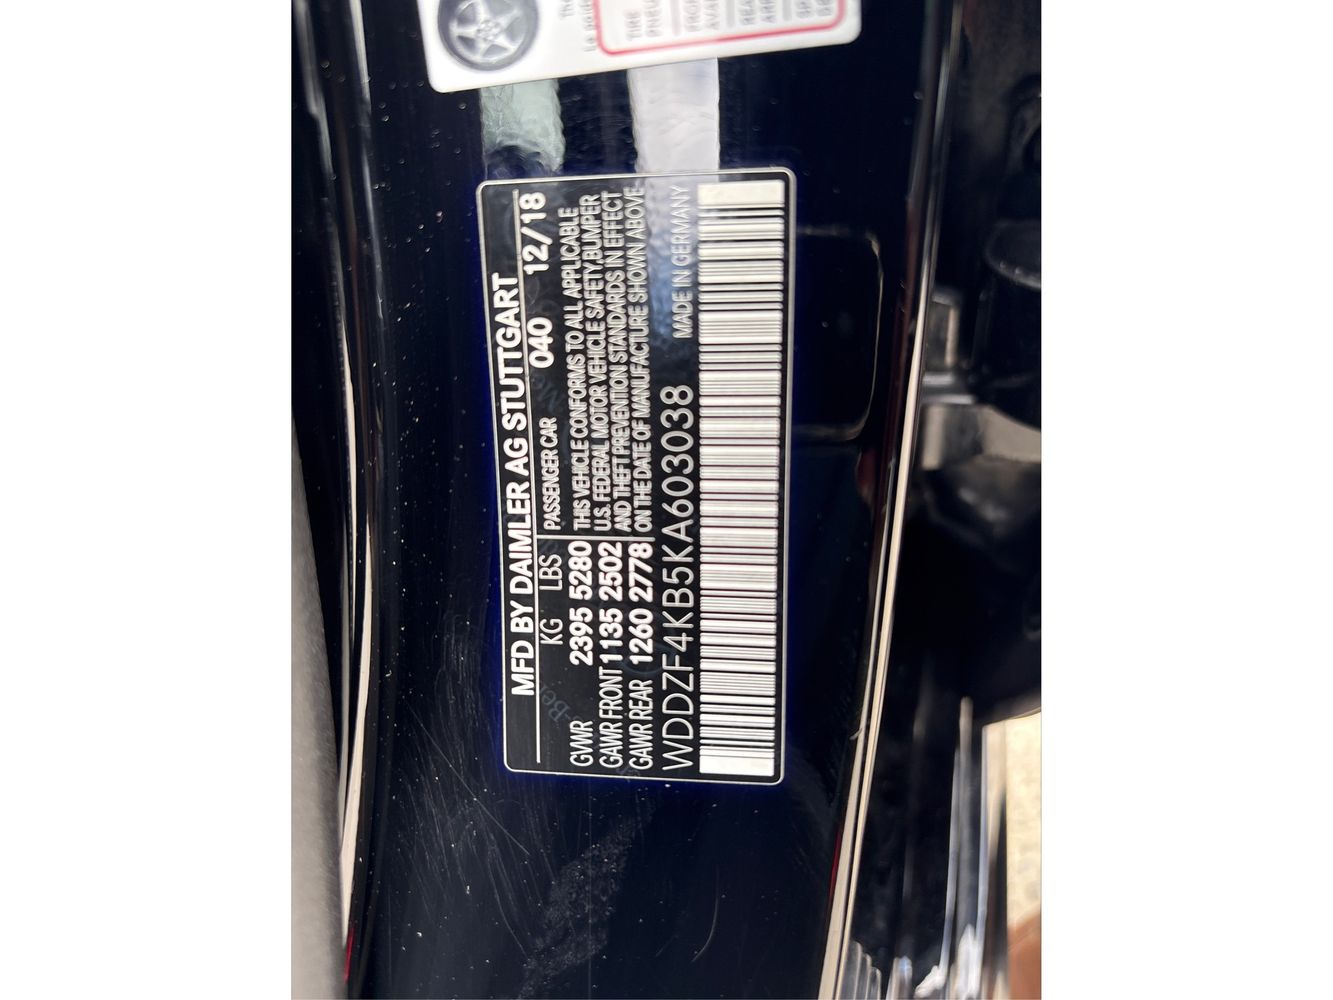 MFD BY DAIMLER AG STUTTGART
KG LBS PASSENGER CAR 040 12/18
GVWR 2395 5280 THIS VEHICLE CONFORMS TO ALL APPLICABLE
GAWR FRONT 1135 2502 U.S. FEDERAL MOTOR VEHICLE SAFETY, BUMPER
AND THEFT PREVENTION STANDARDS IN EFFECT
GAWR REAR 1260 2778 ON THE DATE OF MANUFACTURE SHOWN ABOVE
WDDZF4KB5KA603038 MADE IN GERMANY
TIRE